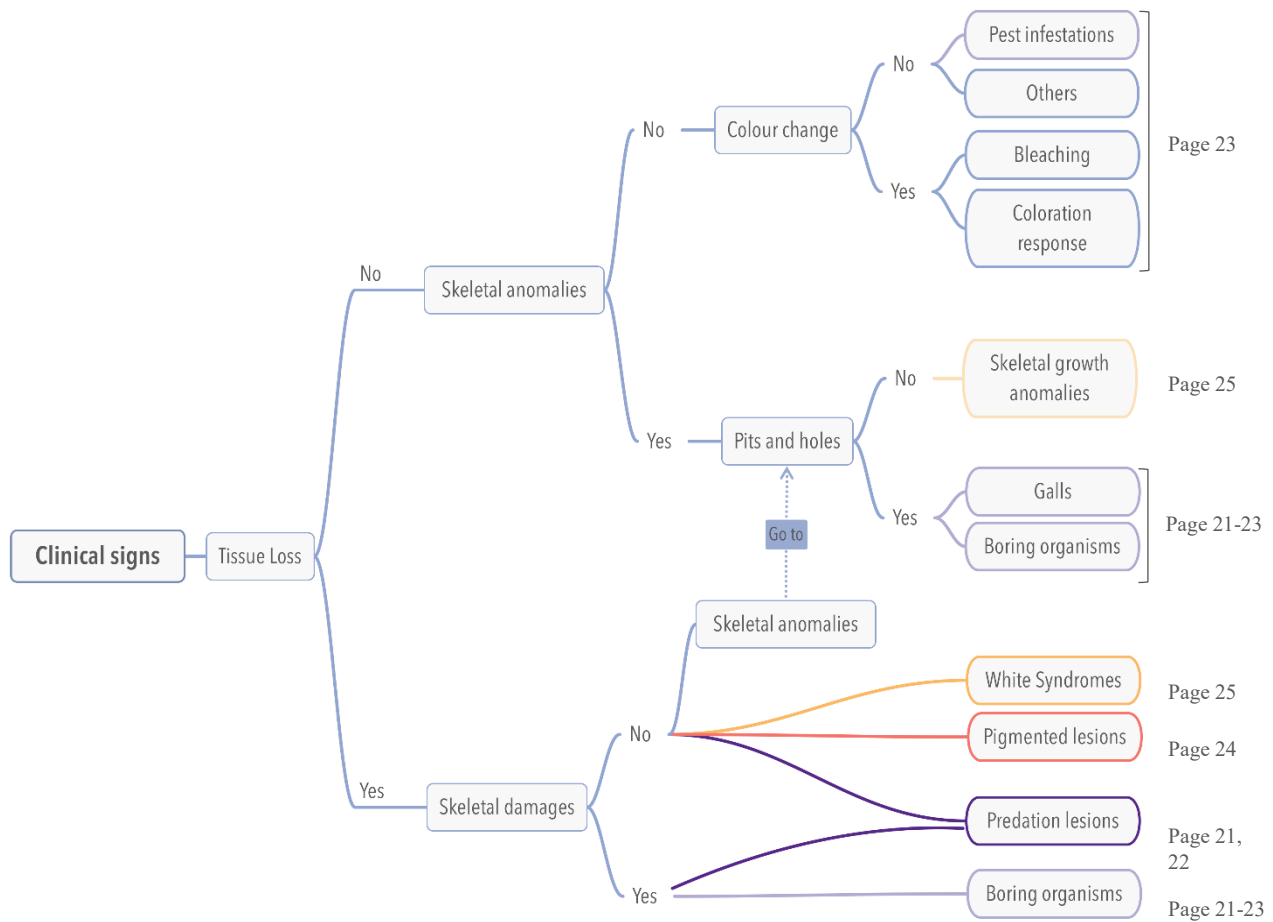 Pest infestations
No
Others
No
Colour change
Page 23
Bleaching
Yes
Coloration
response
No
Skeletal anomalies
Skeletal growth
anomalies
No
Page 25
Yes
Pits and holes
Galls
Yes
Page 21-23
Go to
Boring organisms
Clinical signs
Tissue Loss
Skeletal anomalies
White Syndromes
Page 25
No
Pigmented lesions
Page 24
Yes
Skeletal damages
Predation lesions
Page 21,
22
Yes
Boring organisms
Page 21-23